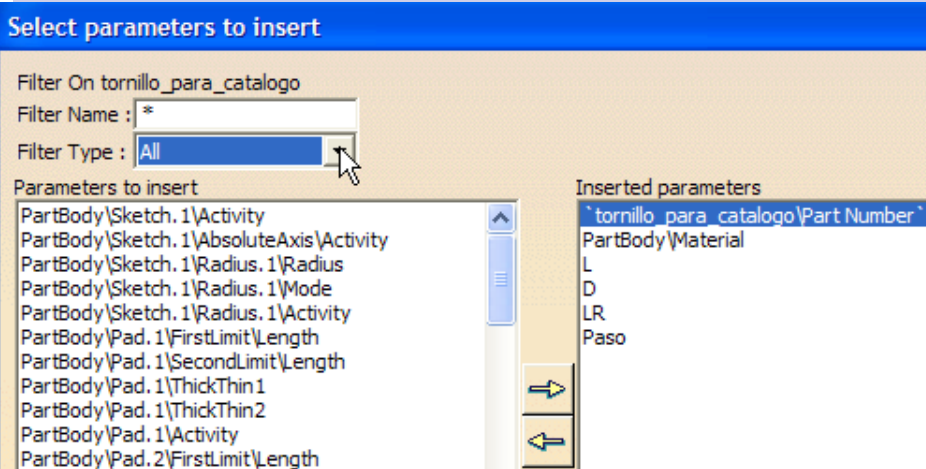 Select parameters to insert
Filter On tornillo_para_catalogo
Filter Name : *
Filter Type : All
Parameters to insert
PartBody\Sketch.1\Activity
PartBody\Sketch.1\AbsoluteAxis\Activity
PartBody\Sketch.1\Radius.1\Radius
PartBody\Sketch.1\Radius.1\Mode
PartBody\Sketch.1\Radius.1\Activity
PartBody\Pad.1\FirstLimit\Length
PartBody\Pad.1\SecondLimit\Length
PartBody\Pad.1\ThickThin1
PartBody\Pad.1\ThickThin2
PartBody\Pad.1\Activity
PartBody\Pad.2\FirstLimit\Length
Inserted parameters
`tornillo_para_catalogo\Part Number`
PartBody\Material
L
D
LR
Paso